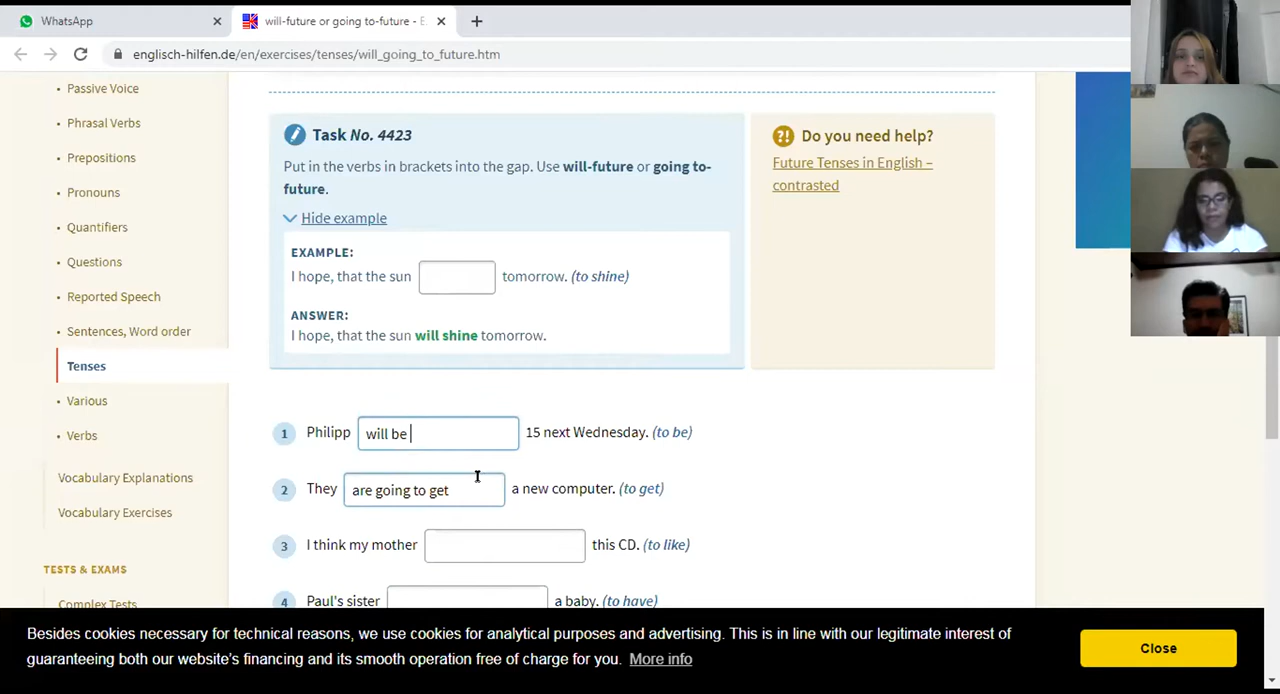 WhatsApp
will-future or going to-future - E
englisch-hilfen.de/en/exercises/tenses/will_going_to_future.htm
Passive Voice
Phrasal Verbs
Prepositions
Pronouns
Quantifiers
Questions
Reported Speech
Sentences, Word order
Tenses
Various
Verbs
Vocabulary Explanations
Vocabulary Exercises
TESTS & EXAMS
Complex Tests
Task No. 4423
Put in the verbs in brackets into the gap. Use will-future or going to-
future.
Hide example
EXAMPLE:
I hope, that the sun tomorrow. (to shine)
ANSWER:
I hope, that the sun will shine tomorrow.
?! Do you need help?
Future Tenses in English –
contrasted
1 Philipp will be 15 next Wednesday. (to be)
2 They are going to get a new computer. (to get)
3 I think my mother this CD. (to like)
4 Paul's sister a baby. (to have)
Besides cookies necessary for technical reasons, we use cookies for analytical purposes and advertising. This is in line with our legitimate interest of
guaranteeing both our website's financing and its smooth operation free of charge for you. More info
Close